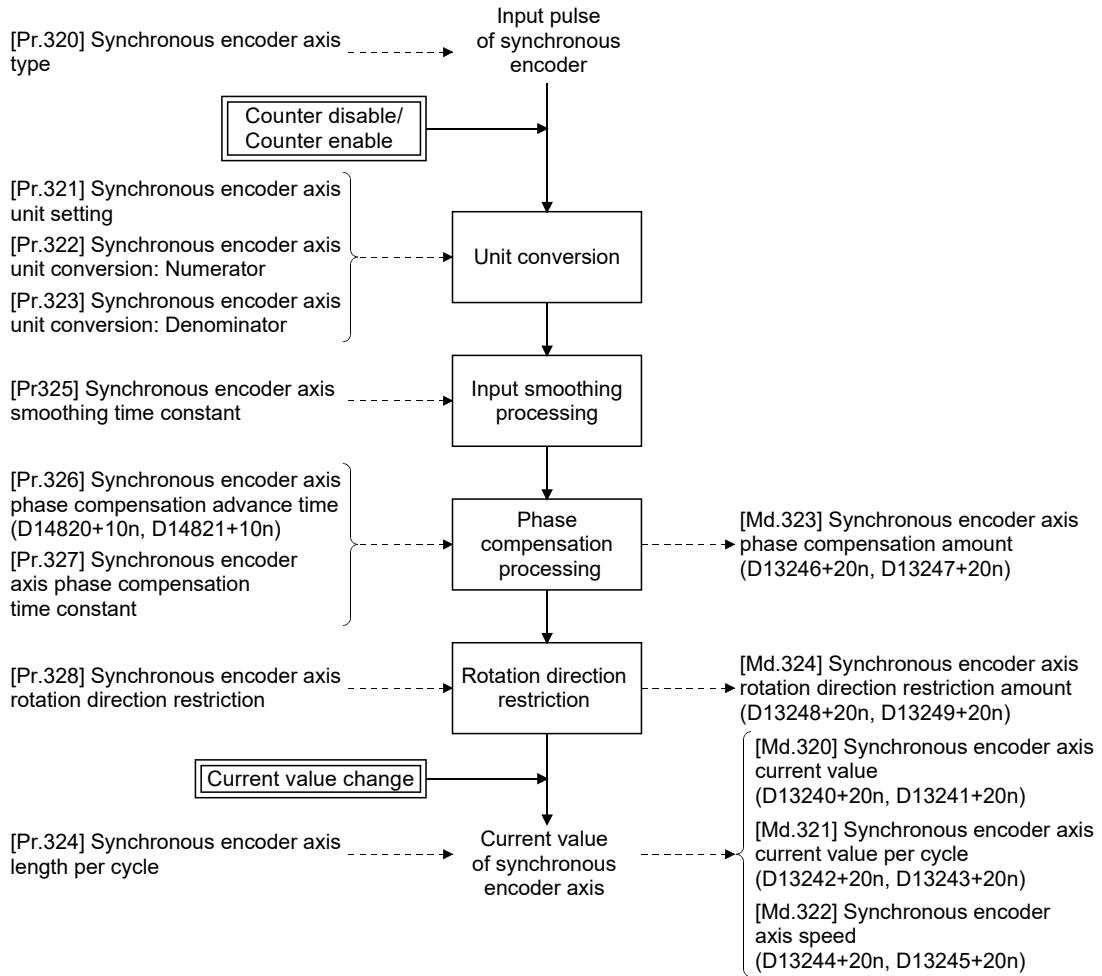 Input pulse
of synchronous
encoder
[Pr.320] Synchronous encoder axis
type
Counter disable/
Counter enable
[Pr.321] Synchronous encoder axis
unit setting
[Pr.322] Synchronous encoder axis
unit conversion: Numerator
[Pr.323] Synchronous encoder axis
unit conversion: Denominator
Unit conversion
[Pr325] Synchronous encoder axis
smoothing time constant
Input smoothing
processing
[Pr.326] Synchronous encoder axis
phase compensation advance time
(D14820+10n, D14821+10n)
[Pr.327] Synchronous encoder
axis phase compensation
time constant
Phase
compensation
processing
[Md.323] Synchronous encoder axis
phase compensation amount
(D13246+20n, D13247+20n)
[Pr.328] Synchronous encoder axis
rotation direction restriction
Rotation direction
restriction
[Md.324] Synchronous encoder axis
rotation direction restriction amount
(D13248+20n, D13249+20n)
Current value change
[Pr.324] Synchronous encoder axis
length per cycle
Current value
of synchronous
encoder axis
[Md.320] Synchronous encoder axis
current value
(D13240+20n, D13241+20n)
[Md.321] Synchronous encoder axis
current value per cycle
(D13242+20n, D13243+20n)
[Md.322] Synchronous encoder
axis speed
(D13244+20n, D13245+20n)